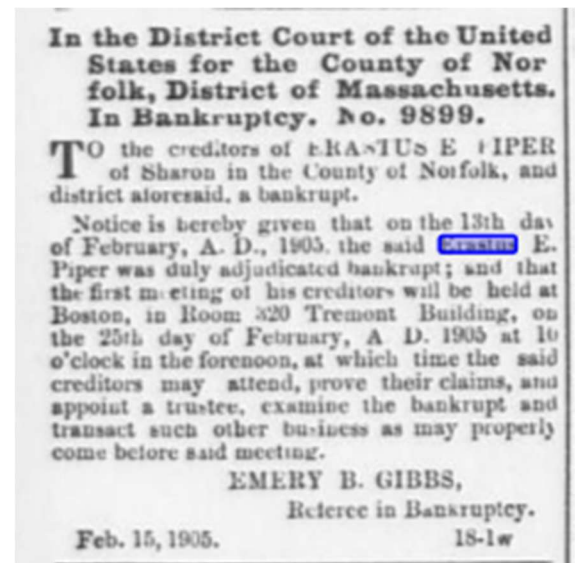 In the District Court of the United
States for the County of Nor
folk, District of Massachusetts.
In Bankruptcy. No. 9899.
TO the creditors of ERASTUS E PIPER
of Sharon in the County of Norfolk, and
district aforesaid, a bankrupt.
Notice is hereby given that on the 13th day
of February, A. D., 1905. the said Erastus E.
Piper was duly adjudicated bankrupt; and that
the first meeting of his creditors will be held at
Boston, in Room 320 Tremont Building, on
the 25th day of February, A D. 1905 at 10
o'clock in the forenoon, at which time the said
creditors may attend, prove their claims, and
appoint a trustee, examine the bankrupt and
transact such other business as may properly
come before said meeting.
EMERY B. GIBBS,
Referee in Bankruptcy.
Feb. 15, 1905. 18-1w